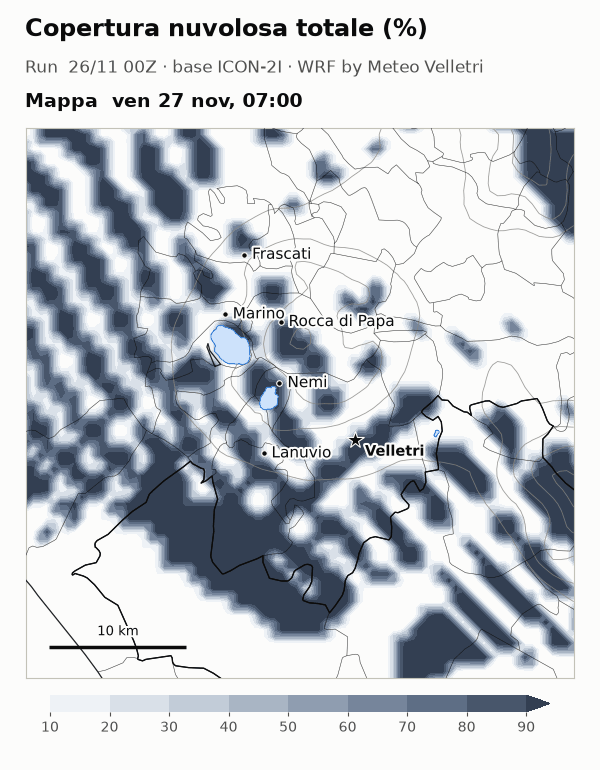 Copertura nuvolosa totale (%)
Run  26/11 00Z · base ICON-2I · WRF by Meteo Velletri
Mappa  ven 27 nov, 07:00
Frascati
Marino
Rocca di Papa
Nemi
Velletri
Lanuvio
10 km
10 20 30 40 50 60 70 80 90